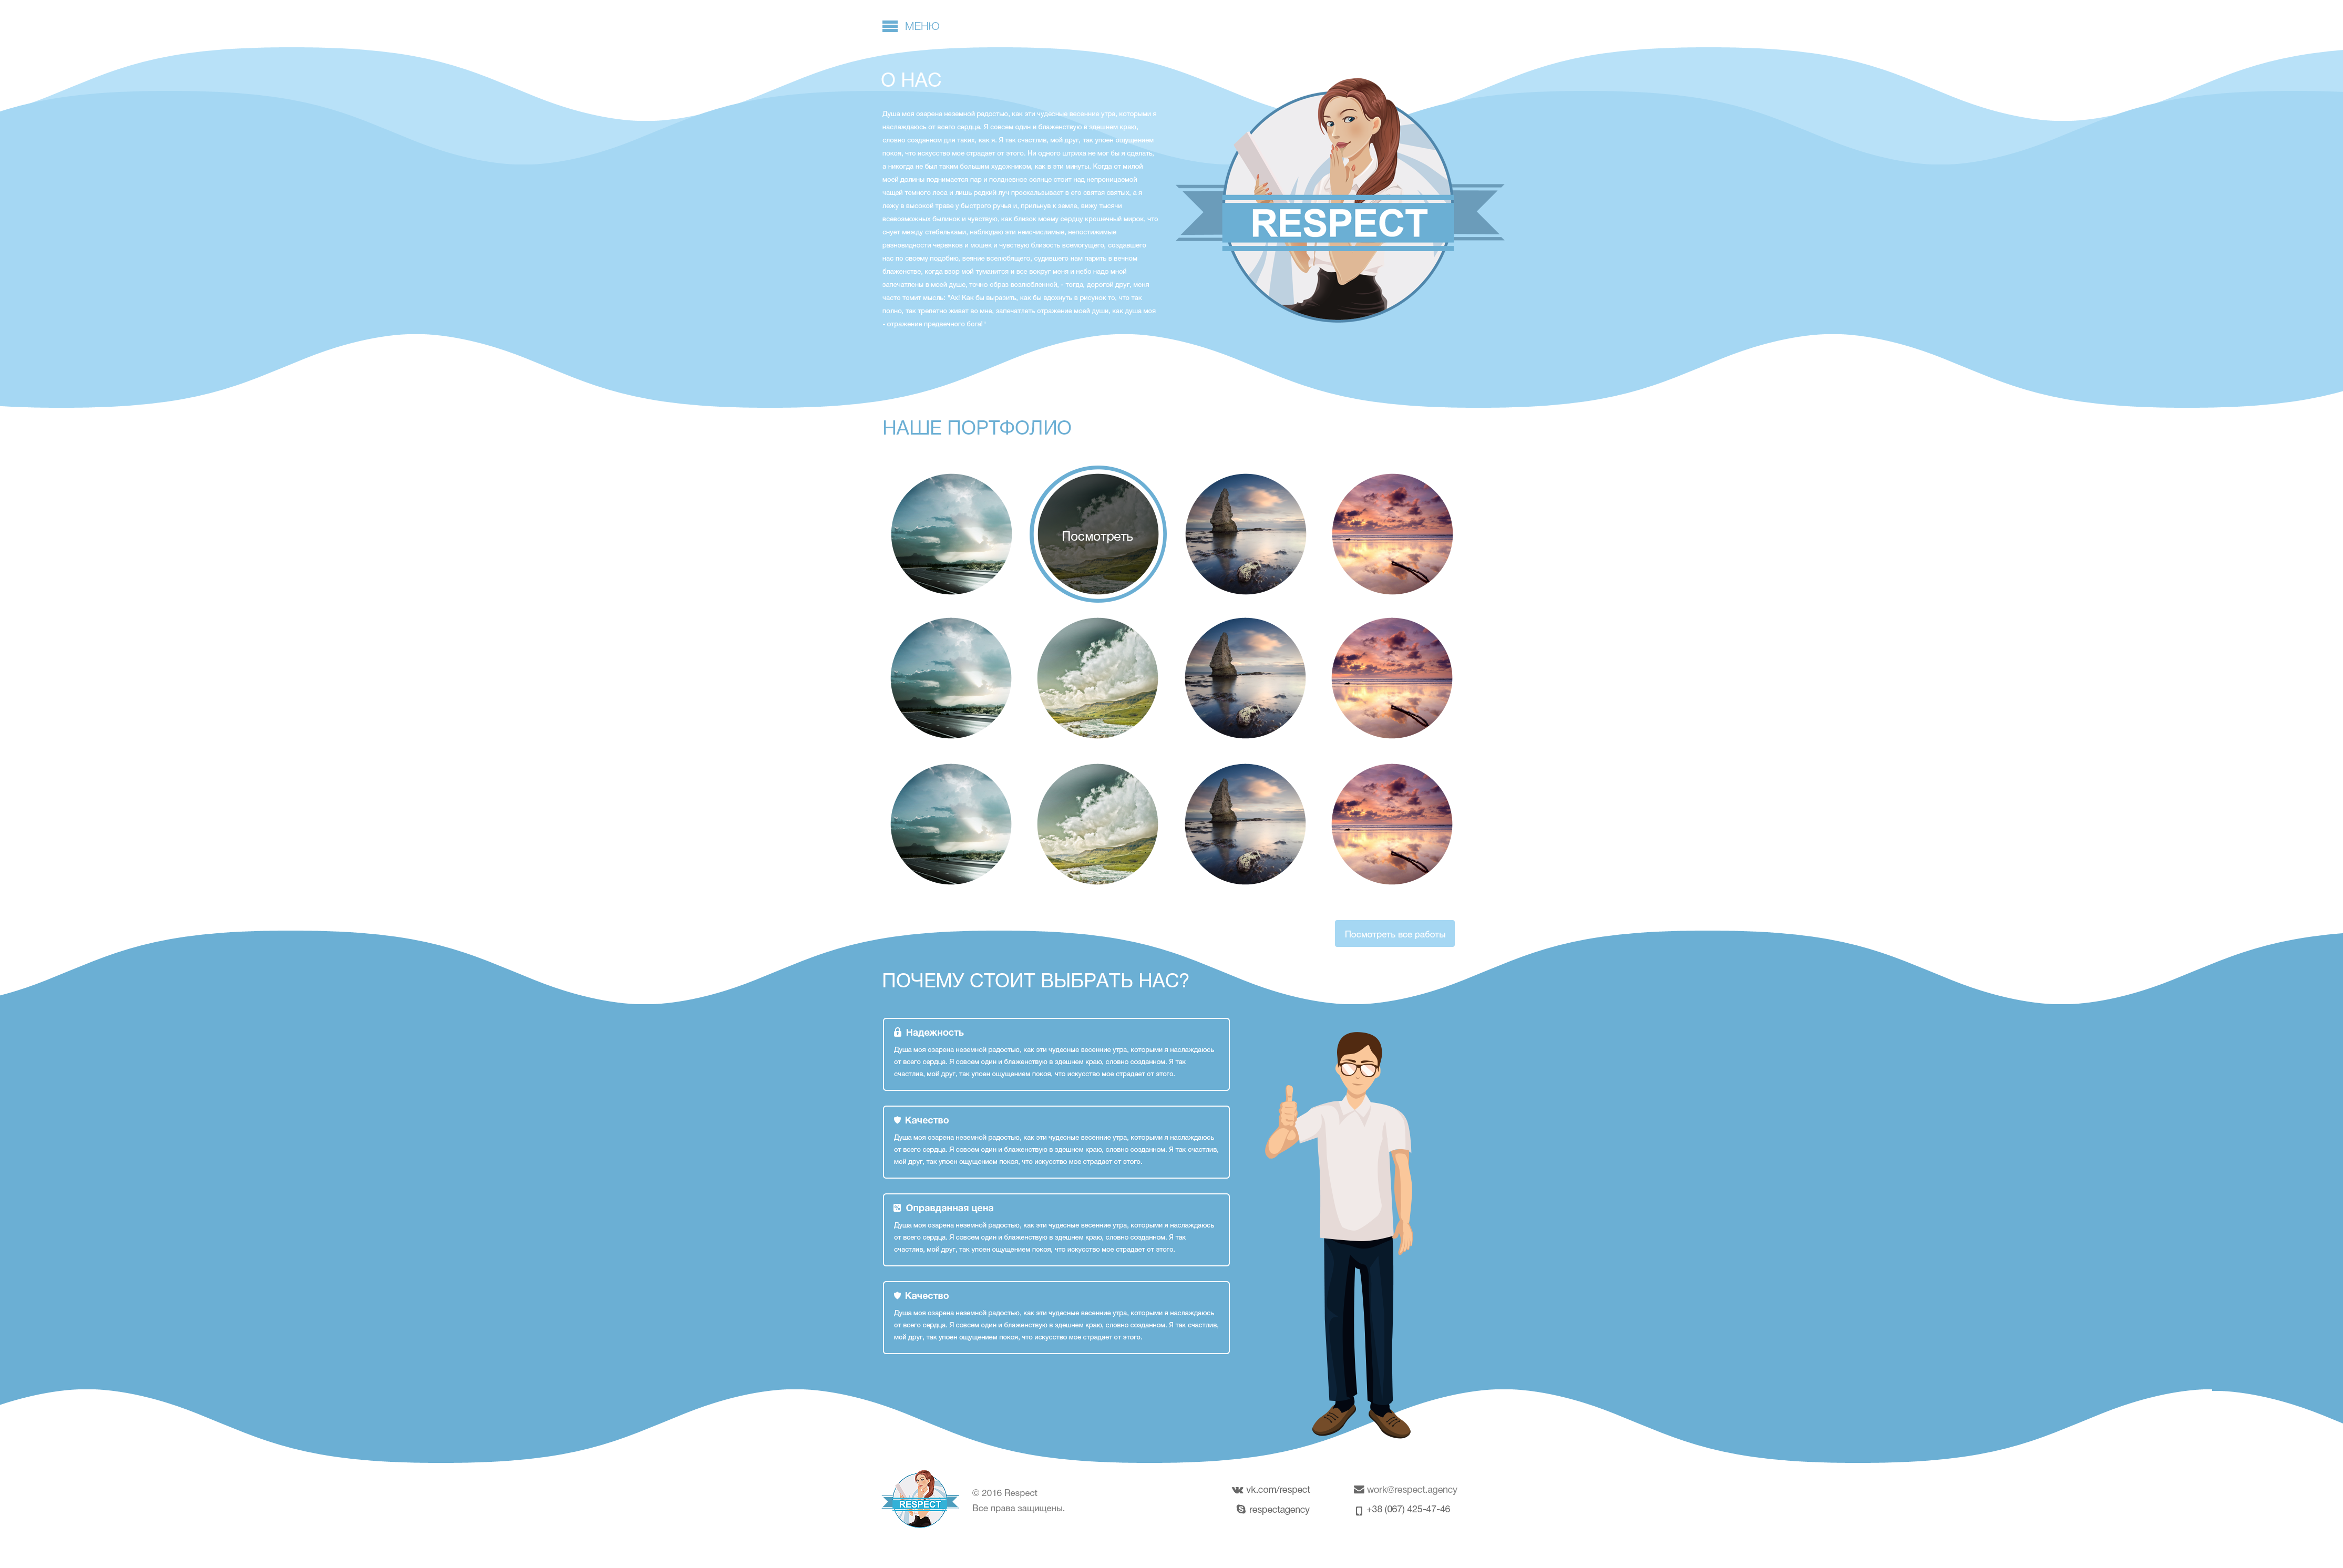 МЕНЮ
О НАС
Душа моя озарена неземной радостью, как эти чудесные весенние утра, которыми я
наслаждаюсь от всего сердца. Я совсем один и блаженствую в здешнем краю,
словно созданном для таких, как я. Я так счастлив, мой друг, так упоен ощущением
покоя, что искусство мое страдает от этого. Ни одного штриха не мог бы я сделать,
а никогда не был таким большим художником, как в эти минуты. Когда от милой
моей долины поднимается пар и полдневное солнце стоит над непроницаемой
чащей темного леса и лишь редкий луч проскальзывает в его святая святых, а я
лежу в высокой траве у быстрого ручья и, прильнув к земле, вижу тысячи
всевозможных былинок и чувствую, как близок моему сердцу крошечный мирок, что
снует между стебельками, наблюдаю эти неисчислимые, непостижимые
разновидности червяков и мошек и чувствую близость всемогущего, создавшего
нас по своему подобию, веяние вселюбящего, судившего нам парить в вечном
блаженстве, когда взор мой туманится и все вокруг меня и небо надо мной
запечатлены в моей душе, точно образ возлюбленной, - тогда, дорогой друг, меня
часто томит мысль: "Ах! Как бы выразить, как бы вдохнуть в рисунок то, что так
полно, так трепетно живет во мне, запечатлеть отражение моей души, как душа моя
- отражение предвечного бога!"
RESPECT
НАШЕ ПОРТФОЛИО
Посмотреть
Посмотреть все работы
ПОЧЕМУ СТОИТ ВЫБРАТЬ НАС?
Надежность
Душа моя озарена неземной радостью, как эти чудесные весенние утра, которыми я наслаждаюсь
от всего сердца. Я совсем один и блаженствую в здешнем краю, словно созданном. Я так
счастлив, мой друг, так упоен ощущением покоя, что искусство мое страдает от этого.
Качество
Душа моя озарена неземной радостью, как эти чудесные весенние утра, которыми я наслаждаюсь
от всего сердца. Я совсем один и блаженствую в здешнем краю, словно созданном. Я так счастлив,
мой друг, так упоен ощущением покоя, что искусство мое страдает от этого.
Оправданная цена
Душа моя озарена неземной радостью, как эти чудесные весенние утра, которыми я наслаждаюсь
от всего сердца. Я совсем один и блаженствую в здешнем краю, словно созданном. Я так
счастлив, мой друг, так упоен ощущением покоя, что искусство мое страдает от этого.
Качество
Душа моя озарена неземной радостью, как эти чудесные весенние утра, которыми я наслаждаюсь
от всего сердца. Я совсем один и блаженствую в здешнем краю, словно созданном. Я так счастлив,
мой друг, так упоен ощущением покоя, что искусство мое страдает от этого.
RESPECT
© 2016 Respect
Все права защищены.
vk.com/respect
respectagency
work@respect.agency
+38 (067) 425-47-46